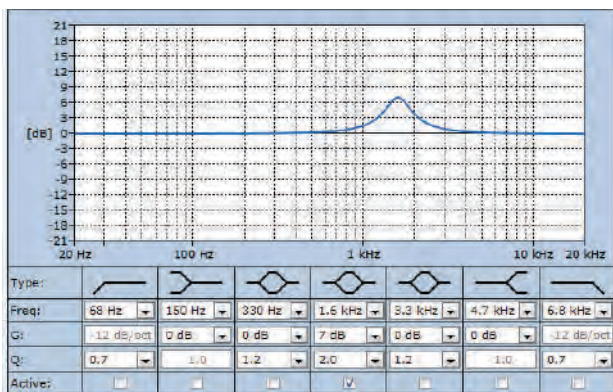 21
18
15
12
9
6
3
[dB] 0
-3
-6
-9
-12
-15
-18
-21
20 Hz 100 Hz 1 kHz 10 kHz 20 kHz
Type:
Freq: 68 Hz 150 Hz 330 Hz 1.6 kHz 3.3 kHz 4.7 kHz 6.8 kHz
G: -12 dB/oct 0 dB 0 dB 7 dB 0 dB 0 dB -12 dB/oct
Q: 0.7 1.0 1.2 2.0 1.2 1.0 0.7
Active: